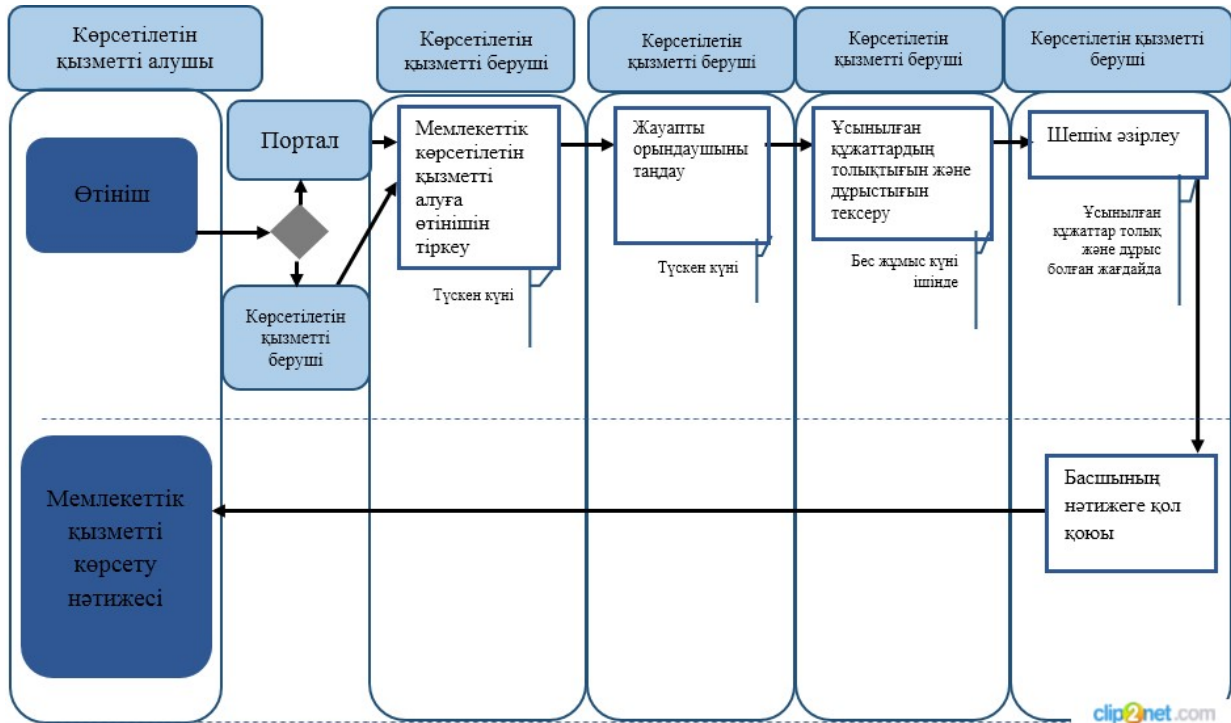 Көрсетілетін
қызметті алушы
Көрсетілетін
қызметті беруші
Көрсетілетін
қызметті беруші
Көрсетілетін
қызметті беруші
Көрсетілетін қызметті
беруші
Өтініш
Портал
Көрсетілетін
қызметті
беруші
Мемлекеттік
көрсетілетін
қызметті
алуға
өтінішін
тіркеу
Түскен күні
Жауапты
орындаушыны
таңдау
Түскен күні
Ұсынылған
құжаттардың
толықтығын және
дұрыстығын
тексеру
Бес жұмыс күні
ішінде
Шешім әзірлеу
Ұсынылған
құжаттар толық
және дұрыс
болған жағдайда
Мемлекеттік
қызметті
көрсету
нәтижесі
Басшының
нәтижеге қол
қоюы
clip2net.com